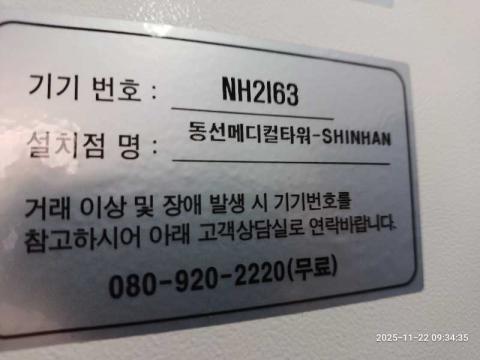 기기 번호 : NH2163
설치점 명 : 동선메디컬타워-SHINHAN
거래 이상 및 장애 발생 시 기기번호를
참고하시어 아래 고객상담실로 연락바랍니다.
080-920-2220(무료)
2025-11-22 09:34:35